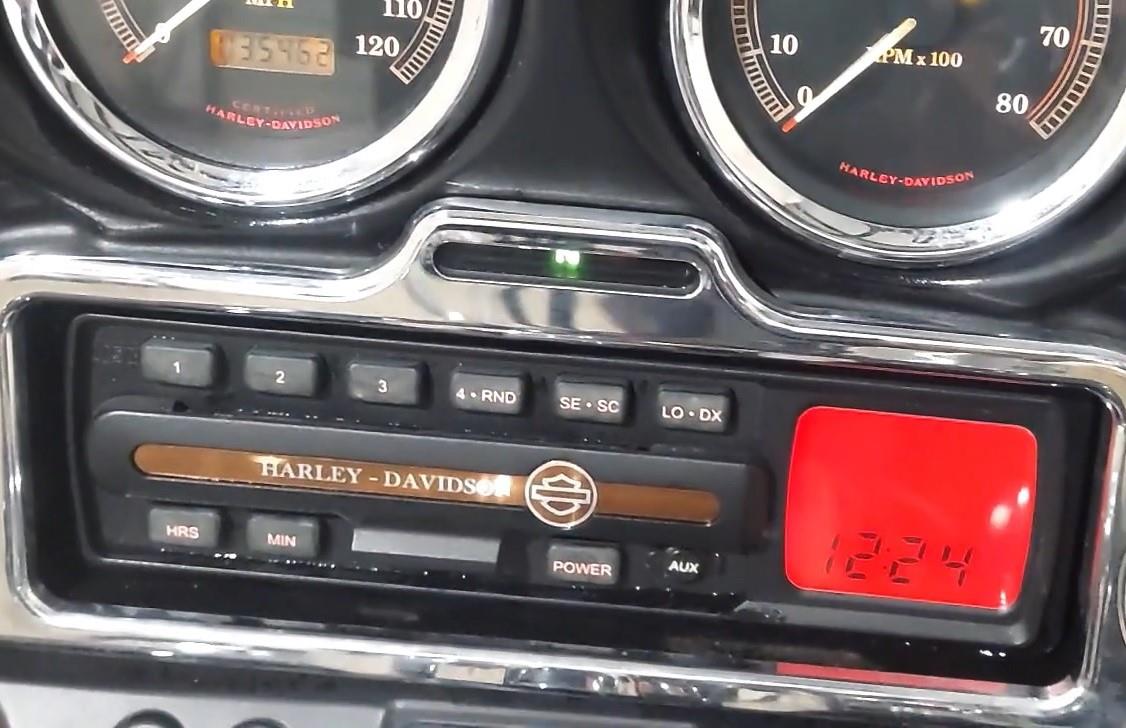 MPH
110
120
035462
CERTIFIED
HARLEY-DAVIDSON
10
0
RPM x 100
70
80
HARLEY-DAVIDSON
N
1
2
3
4 • RND
SE • SC
LO • DX
HARLEY - DAVIDSON
HRS
MIN
POWER
AUX
12:24